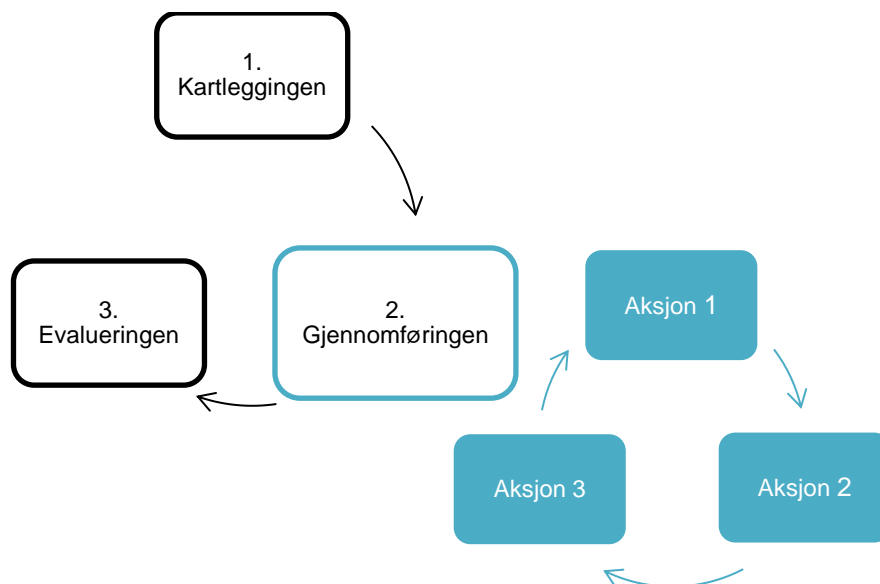 1.
Kartleggingen
2.
Gjennomføringen
3.
Evalueringen
Aksjon 1
Aksjon 2
Aksjon 3